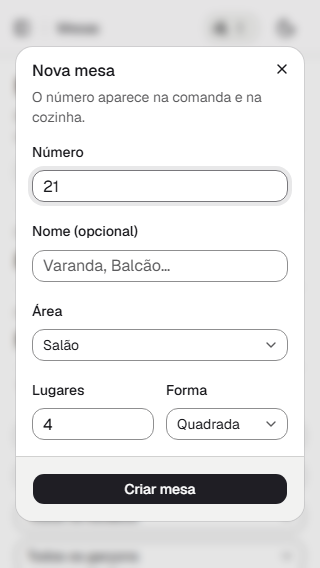 Nova mesa
O número aparece na comanda e na
cozinha.
Número
21
Nome (opcional)
Varanda, Balcão...
Área
Salão
Lugares
Forma
4
Quadrada
Criar mesa